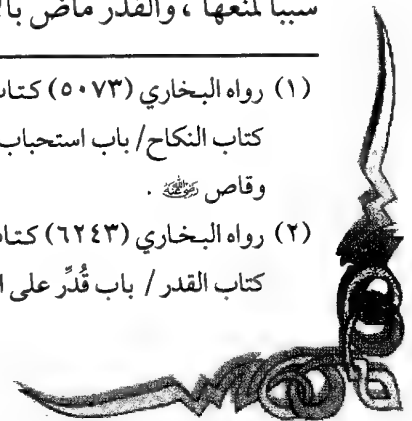 سببا لمنعها ، والقدر ماض بالا
(١) رواه البخاري (٥٠٧٣) كتا
كتاب النكاح / باب استحباب
وقاص رضي الله عنه .
(٢) رواه البخاري (٦٢٤٣) كتا
كتاب القدر / باب قُدِّر على ا